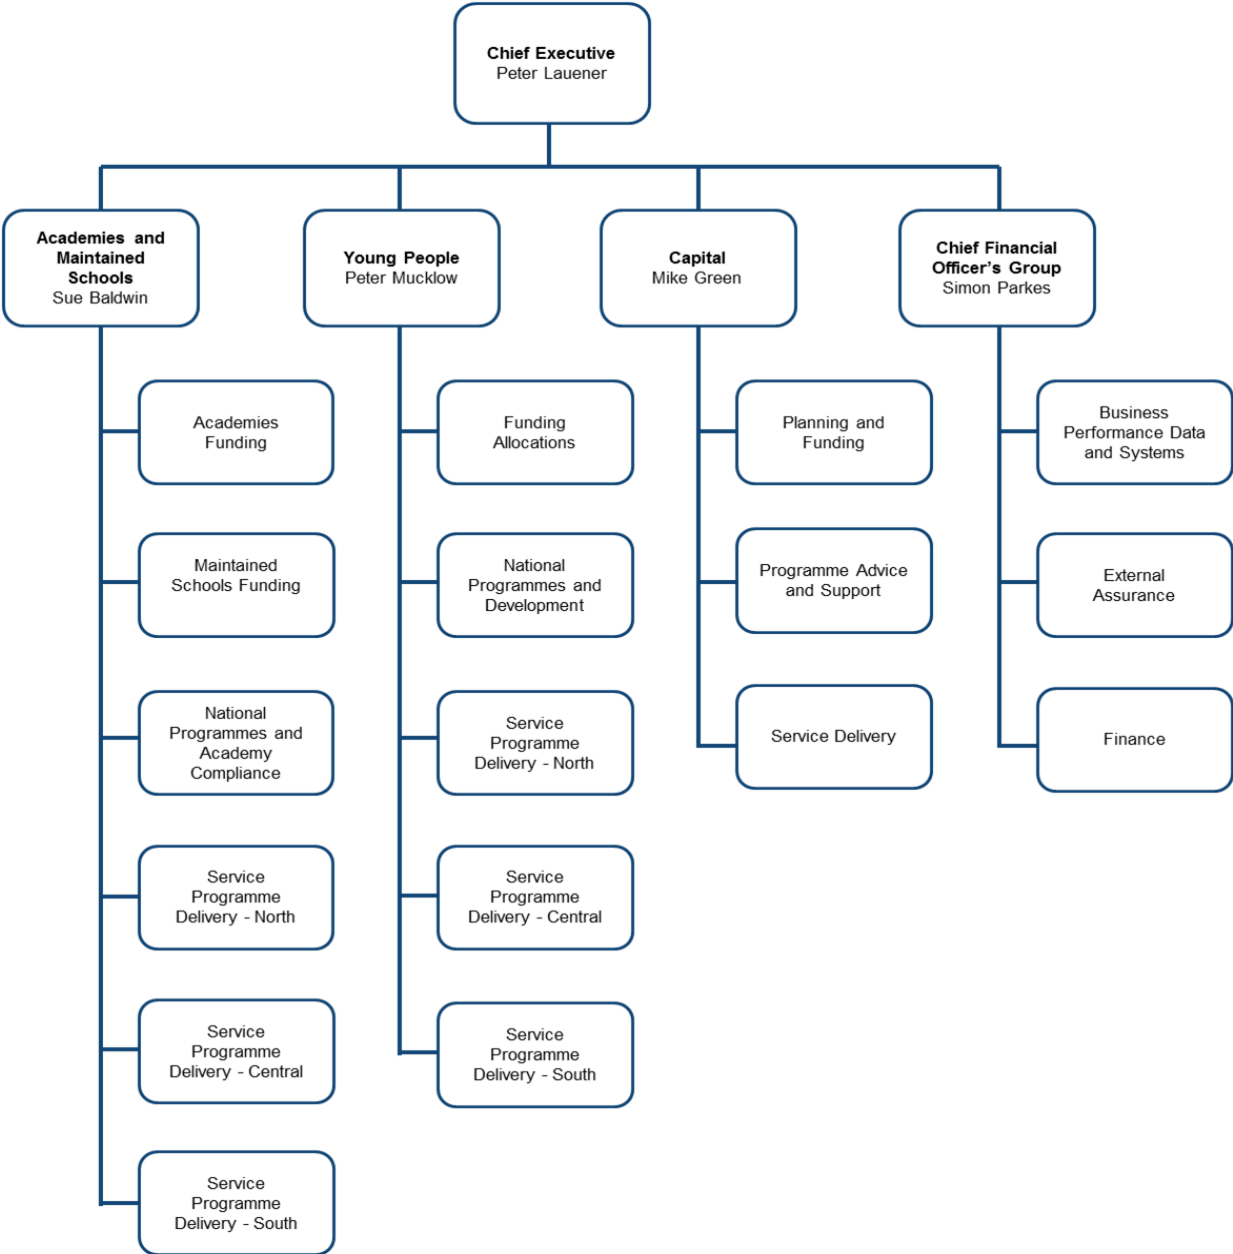 Chief Executive
Peter Lauener
Academies and
Maintained
Schools
Sue Baldwin
Young People
Peter Mucklow
Capital
Mike Green
Chief Financial
Officer’s Group
Simon Parkes
Academies
Funding
Maintained
Schools Funding
National
Programmes and
Academy
Compliance
Service
Programme
Delivery - North
Service
Programme
Delivery - Central
Service
Programme
Delivery - South
Funding
Allocations
National
Programmes and
Development
Service
Programme
Delivery - North
Service
Programme
Delivery - Central
Service
Programme
Delivery - South
Planning and
Funding
Programme Advice
and Support
Service Delivery
Business
Performance Data
and Systems
External
Assurance
Finance